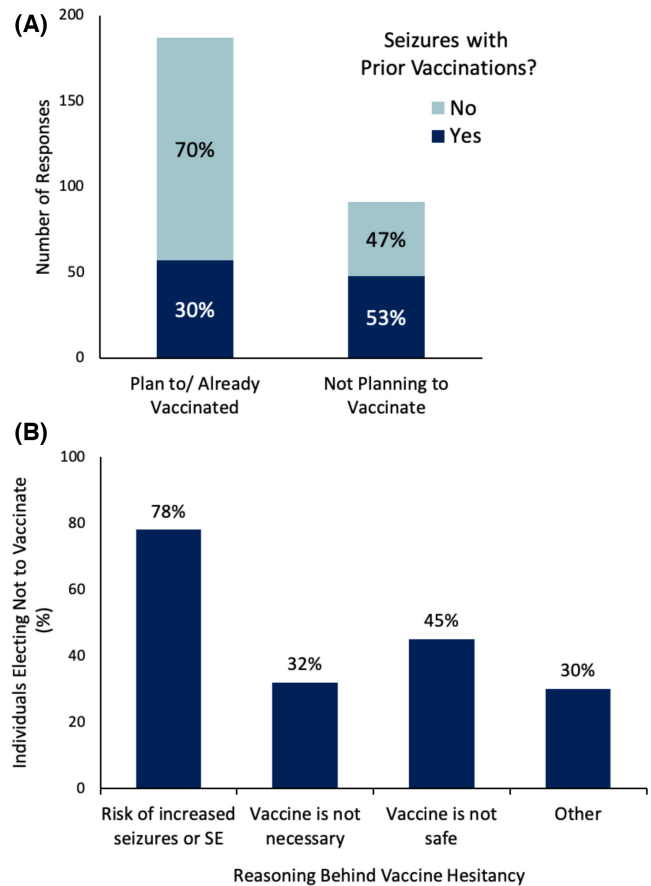 (A)
200
150
100
50
0
Number of Responses
Seizures with
Prior Vaccinations?
No
Yes
70%
30%
47%
53%
Plan to/ Already
Vaccinated
Not Planning to
Vaccinate
(B)
100
80
60
40
20
0
Individuals Electing Not to Vaccinate
(%)
78%
32%
45%
30%
Risk of increased
seizures or SE
Vaccine is not
necessary
Vaccine is not
safe
Other
Reasoning Behind Vaccine Hesitancy